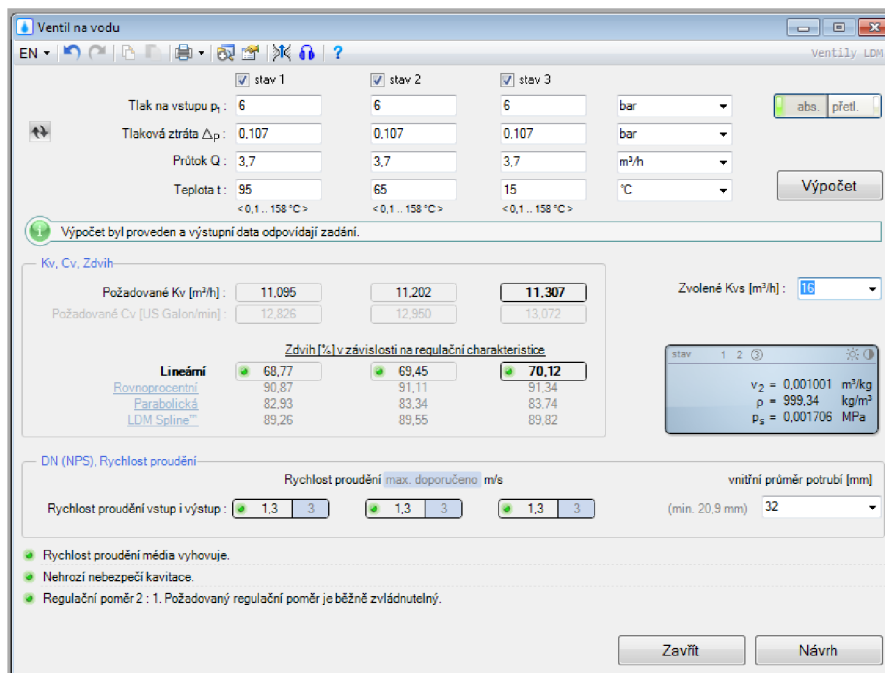 Ventil na vodu
EN
Ventily LDM
stav 1 stav 2 stav 3
Tlak na vstupu p₁ : 6 6 6 bar abs. přetl.
Tlaková ztráta Δp : 0,107 0,107 0,107 bar
Průtok Q : 3,7 3,7 3,7 m³/h
Teplota t : 95 65 15 °C Výpočet
< 0,1 .. 158 °C > < 0,1 .. 158 °C > < 0,1 .. 158 °C >
Výpočet byl proveden a výstupní data odpovídají zadání.
Kv, Cv, Zdvih
Požadované Kv [m³/h] : 11,095 11,202 11,307 Zvolené Kvs [m³/h] : 16
Požadované Cv [US Galon/min] : 12,826 12,950 13,072
Zdvih [%] v závislosti na regulační charakteristice
Lineární 68,77 69,45 70,12
Rovnoprocentní 90,87 91,11 91,34
Parabolická 82,93 83,34 83,74
LDM Spline™ 89,26 89,55 89,82
stav 1 2 3
v₂ = 0,001001 m³/kg
ρ = 999,34 kg/m³
pₛ = 0,001706 MPa
DN (NPS), Rychlost proudění
Rychlost proudění max. doporučeno m/s vnitřní průměr potrubí [mm]
Rychlost proudění vstup i výstup : 1,3 3 1,3 3 1,3 3 (min. 20,9 mm) 32
Rychlost proudění média vyhovuje.
Nehrozí nebezpečí kavitace.
Regulační poměr 2 : 1. Požadovaný regulační poměr je běžně zvládnutelný.
Zavřít Návrh